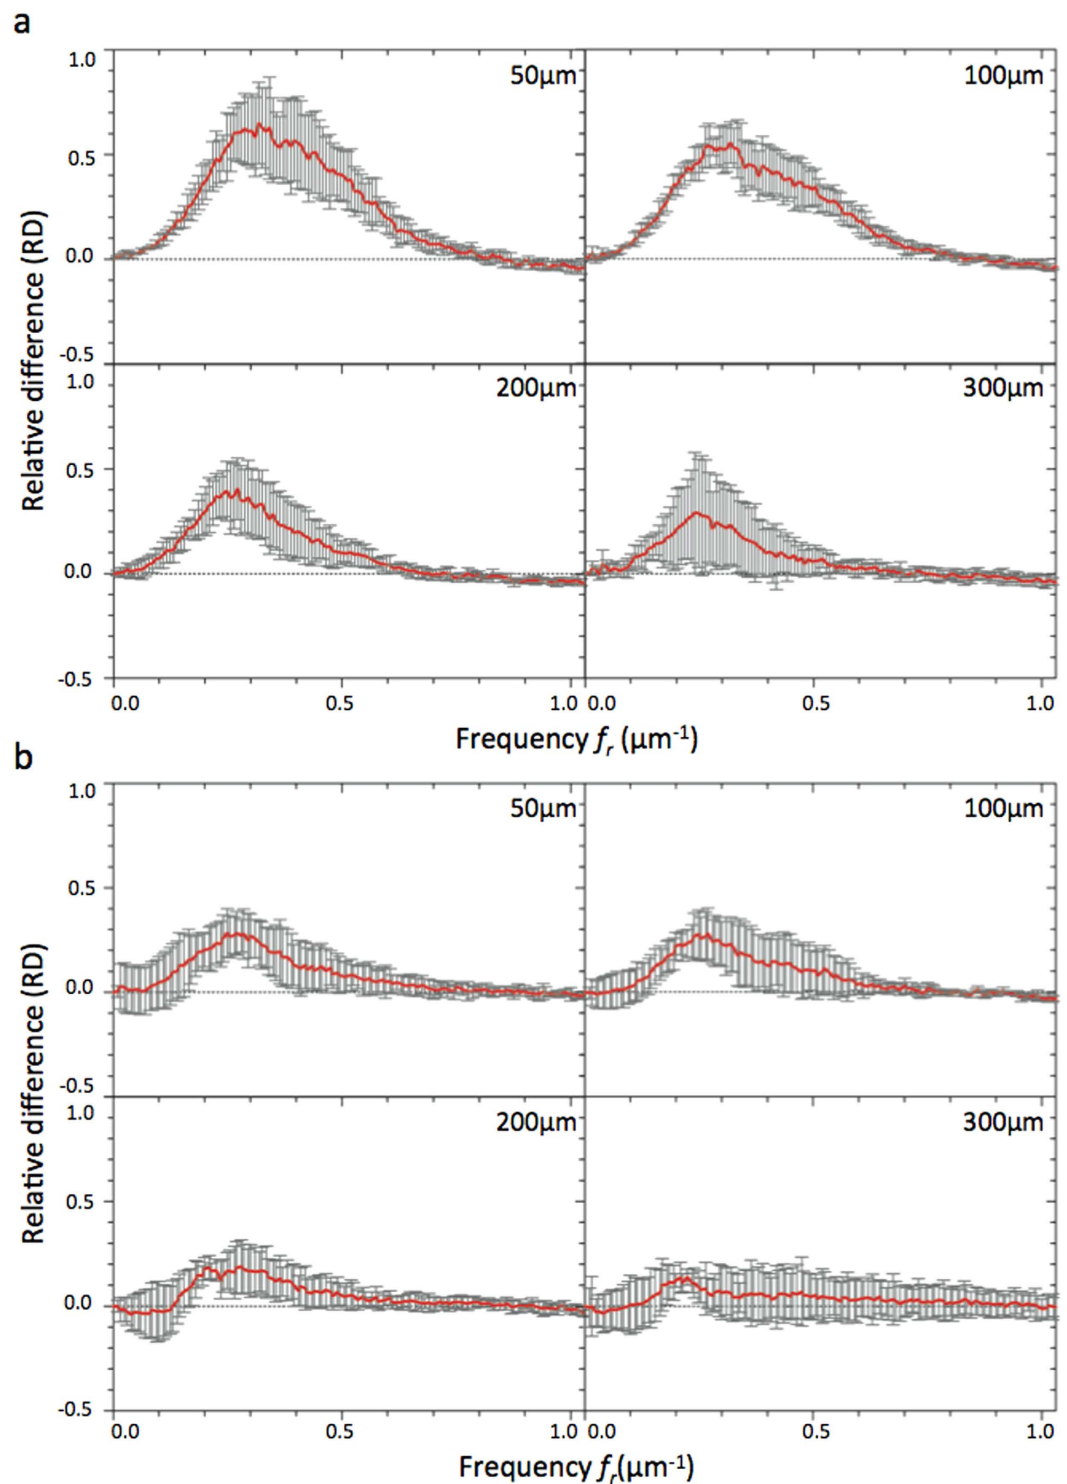 a
1.0
50μm
100μm
0.5
0.0
-0.5
1.0
200μm
300μm
0.5
0.0
-0.5
Relative difference (RD)
0.0 0.5 1.0 0.0 0.5 1.0
Frequency fr (μm-1)
b
1.0
50μm
100μm
0.5
0.0
-0.5
1.0
200μm
300μm
0.5
0.0
-0.5
Relative difference (RD)
0.0 0.5 1.0 0.0 0.5 1.0
Frequency fr(μm-1)